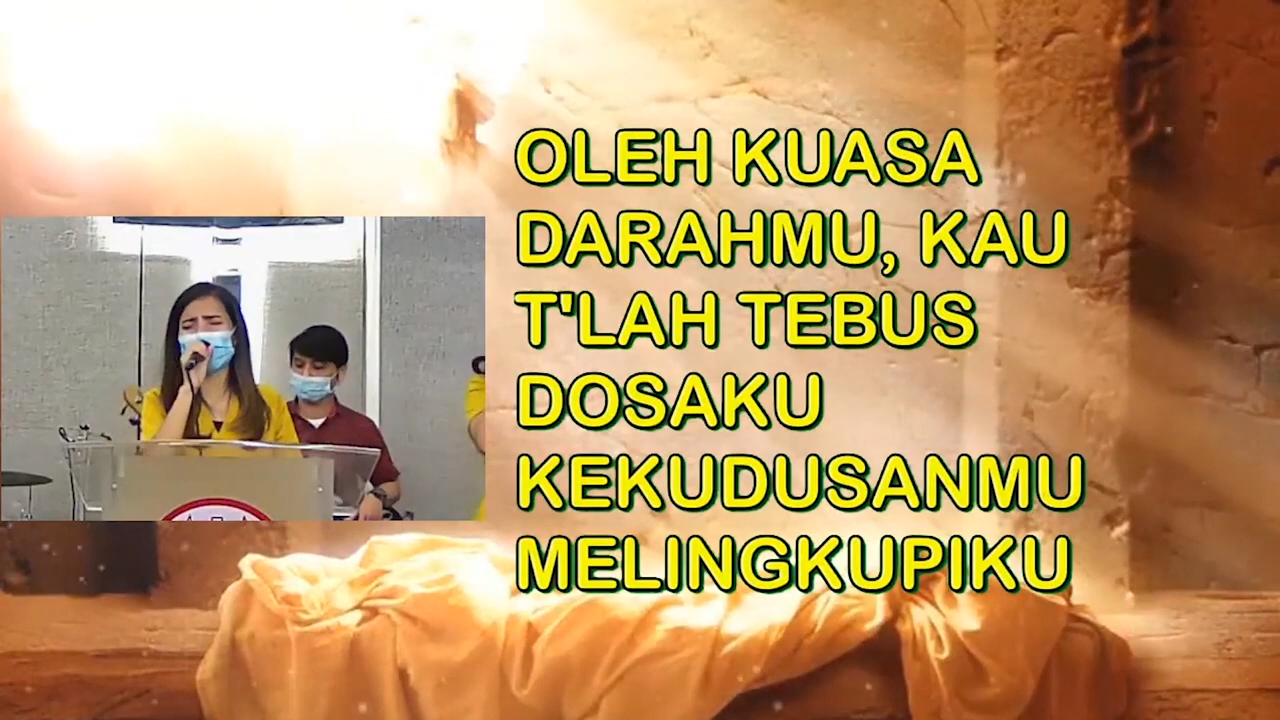 OLEH KUASA
DARAHMU, KAU
T'LAH TEBUS
DOSAKU
KEKUDUSANMU
MELINGKUPIKU